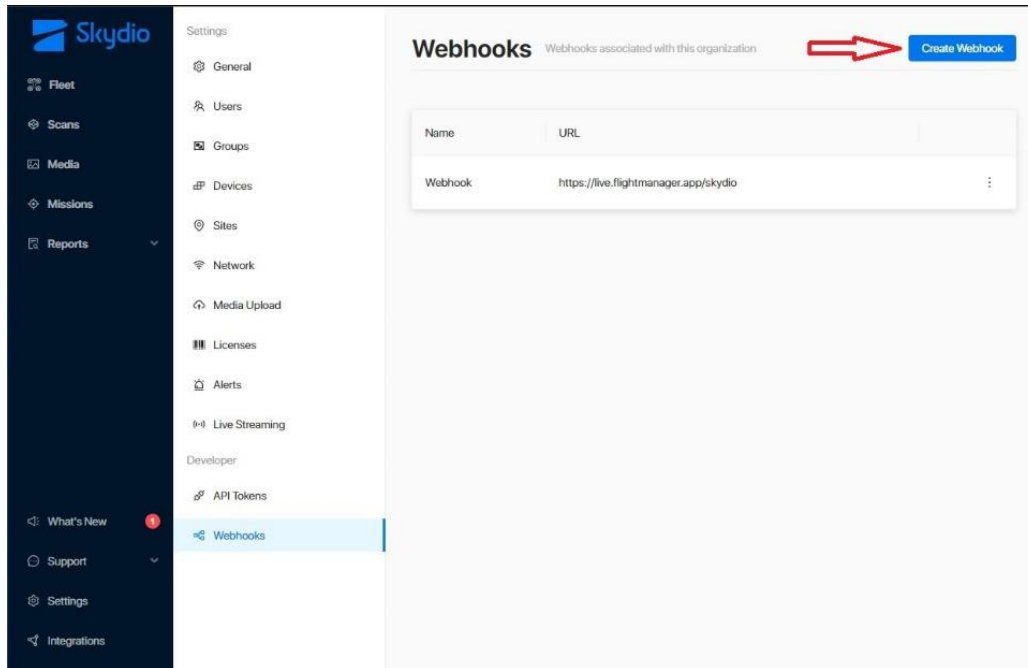 Skydio
Fleet
Scans
Media
Missions
Reports
What's New
1
Support
Settings
Integrations
Settings
General
Users
Groups
Devices
Sites
Network
Media Upload
Licenses
Alerts
Live Streaming
Developer
API Tokens
Webhooks
Webhooks Webhooks associated with this organization
Create Webhook
Name URL
Webhook https://live.flightmanager.app/skydio